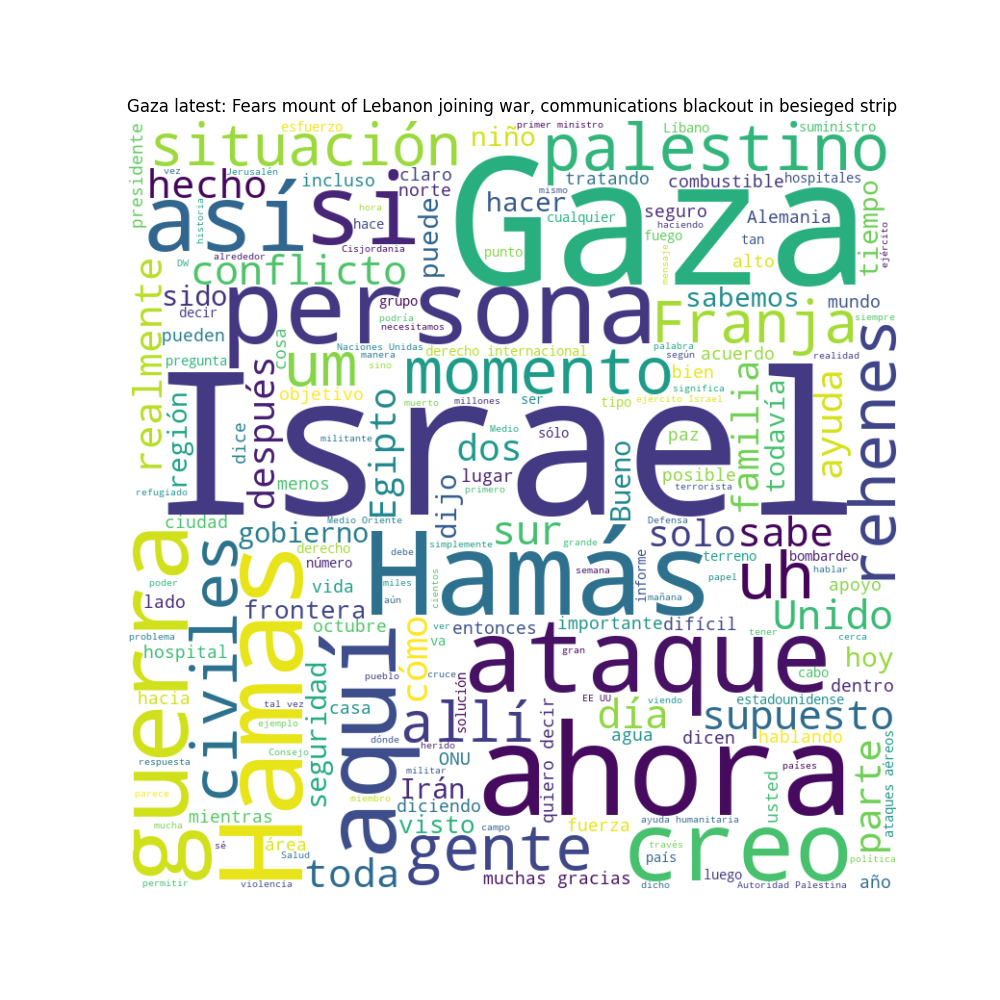 Gaza latest: Fears mount of Lebanon joining war, communications blackout in besieged strip
presidente
esfuerzo
primer ministro
Líbano
suministro
situación
niño
palestino
vez
Jerusalén
claro
hecho
incluso
norte
tratando
mismo
combustible
hospitales
historia
así
si
hora
hace
puede
Gaza
hacer
cualquier
seguro
haciendo
fuego
Alemania
tan
tiempo
ejército
Cisjordania
punto
mensaje
alto
DW
alrededor
conflicto
realmente
sido
decir
persona
grupo
podría
necesitamos
sabemos
mundo
Franja
siempre
pueden
cosa
Naciones Unidas
manera
derecho internacional
palabra
según
acuerdo
realidad
rehenes
pregunta
después
um
sino
momento
bien
significa
objetivo
región
Israel
muerto
millones
ser
tipo
ejército Israel
familia
todavía
ayuda
dice
militante
Egipto
Medio
sólo
dos
paz
lugar
Bueno
posible
terrorista
refugiado
menos
dijo
primero
ciudad
gobierno
Medio Oriente
sur
Defensa
solo
sabe
guerra
civiles
Hamas
derecho
número
debe
simplemente
grande
Hamás
terreno
bombardeo
poder
vida
miles
aún
cientos
semana
informe
papel
hablar
uh
apoyo
lado
frontera
mañana
Unido
problema
octubre
aquí
cómo
ver
va
entonces
importante
difícil
tener
cerca
hospital
pueblo
cruce
gran
ataque
cabo
hoy
hacia
seguridad
casa
solución
dentro
tal vez
EE UU
viendo
estadounidense
ejemplo
allí
día
supuesto
respuesta
Consejo
dónde
herido
quiero decir
agua
dicen
hablando
ONU
militar
ahora
países
parte
ataques aéreos
parece
miembro
Irán
diciendo
usted
mientras
visto
campo
fuerza
ayuda humanitaria
mucha
sé
área
gente
creo
través
país
política
Salud
toda
muchas gracias
dicho
luego
permitir
violencia
Autoridad Palestina
año